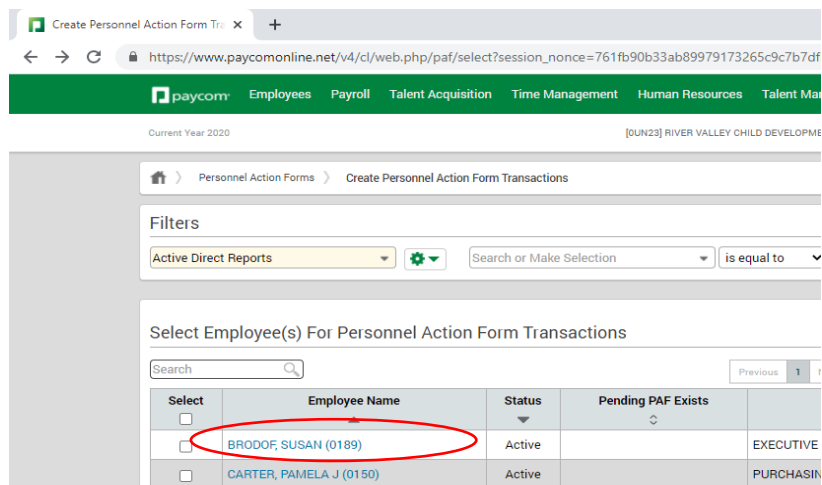 Create Personnel Action Form Tra
https://www.paycomonline.net/v4/cl/web.php/paf/select?session_nonce=761fb90b33ab89979173265c9c7b7df
paycom Employees Payroll Talent Acquisition Time Management Human Resources Talent Mar
Current Year 2020 [0UN23] RIVER VALLEY CHILD DEVELOPME
Personnel Action Forms Create Personnel Action Form Transactions
Filters
Active Direct Reports Search or Make Selection is equal to
Select Employee(s) For Personnel Action Form Transactions
Search Previous 1
Select Employee Name Status Pending PAF Exists
BRODOF, SUSAN (0189) Active EXECUTIVE
CARTER, PAMELA J (0150) Active PURCHASIN